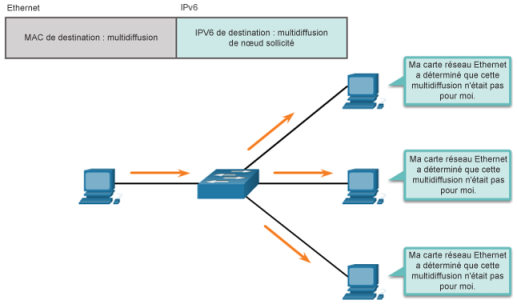 Ethernet
IPv6
MAC de destination : multidiffusion
IPV6 de destination : multidiffusion
de nœud sollicité
Ma carte réseau Ethernet
a déterminé que cette
multidiffusion n'était pas
pour moi.
Ma carte réseau Ethernet
a déterminé que cette
multidiffusion n'était pas
pour moi.
Ma carte réseau Ethernet
a déterminé que cette
multidiffusion n'était pas
pour moi.